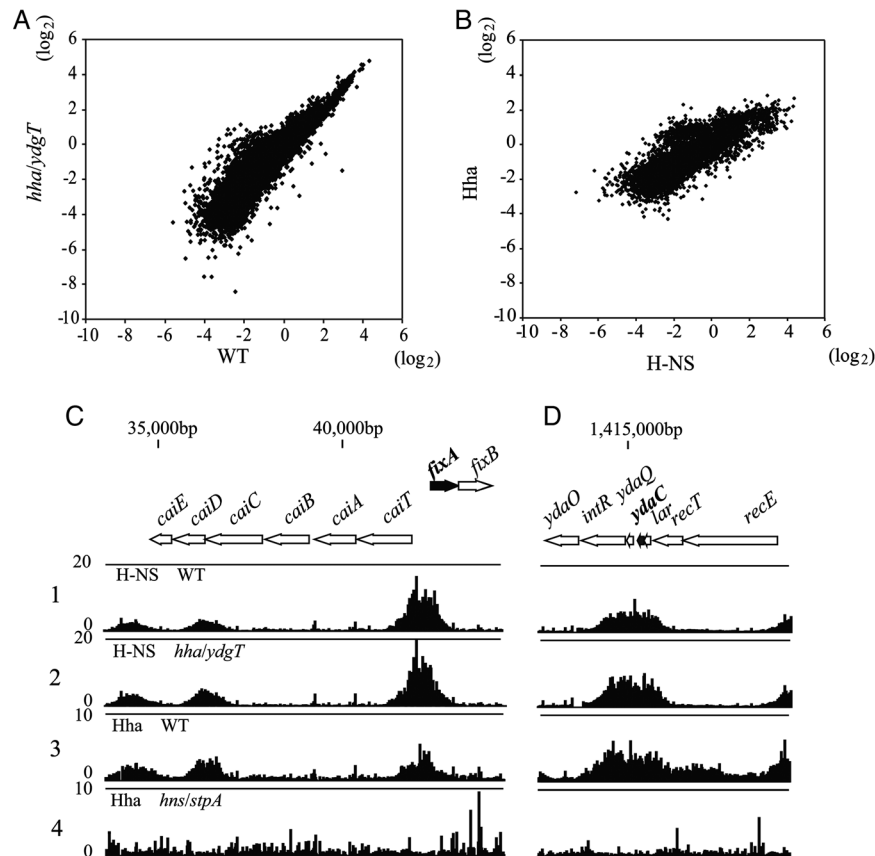 A
(log2)
6
4
2
0
-2
-4
-6
-8
-10
hha/ydgT
-10 -8 -6 -4 -2 0 2 4 6
WT
(log2)
B
(log2)
6
4
2
0
-2
-4
-6
-8
-10
Hha
-10 -8 -6 -4 -2 0 2 4 6
H-NS
(log2)
C
35,000bp 40,000bp
fixA fixB
caiE caiD caiC caiB caiA caiT
20
H-NS WT
1
0
20
H-NS hha/ydgT
2
0
10
Hha WT
3
0
10
Hha hns/stpA
4
0
D
1,415,000bp
ydaO intR ydaQ ydaC lar recT recE